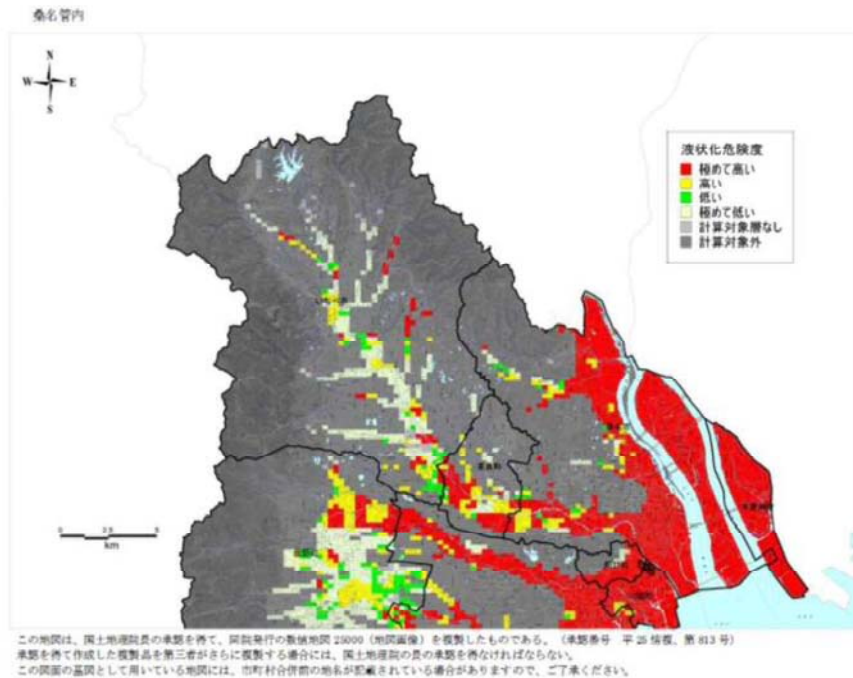 桑名管内
N
W E
S
液状化危険度
極めて高い
高い
低い
極めて低い
計算対象層なし
計算対象外
0 2.5 5
km
この地図は、国土地理院長の承認を得て、同院発行の数値地図 25000（地図画像）を複製したものである。（承認番号 平 25 情複、第 813 号）
承認を得て作成した複製品を第三者がさらに複製する場合には、国土地理院の長の承認を得なければならない。
この図面の基図として用いている地図には、市町村合併前の地名が記載されている場合がありますので、ご了承ください。